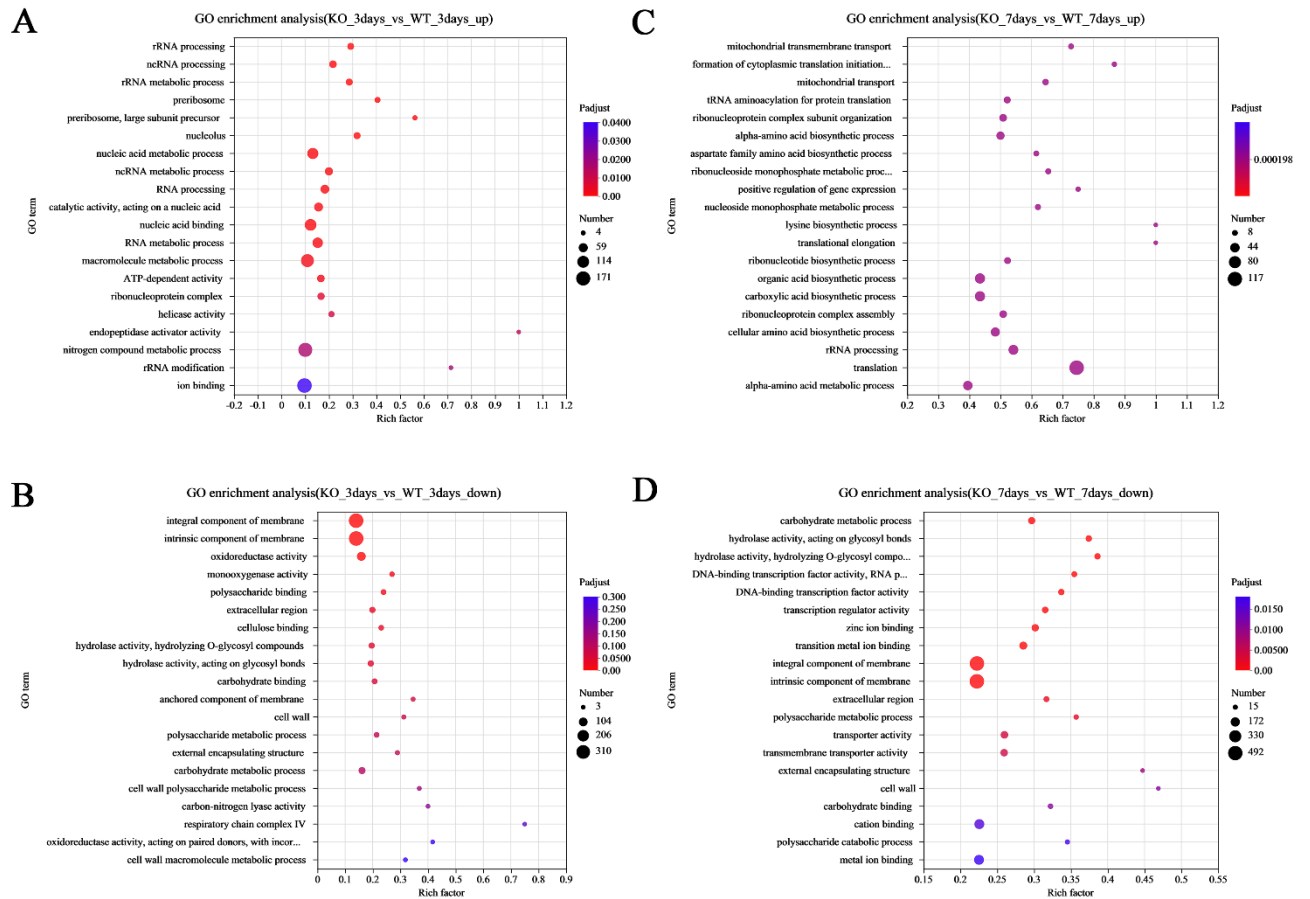 A
GO enrichment analysis(KO_3days_vs_WT_3days_up)
GO term
rRNA processing
ncRNA processing
rRNA metabolic process
preribosome
preribosome, large subunit precursor
nucleolus
nucleic acid metabolic process
ncRNA metabolic process
RNA processing
catalytic activity, acting on a nucleic acid
nucleic acid binding
RNA metabolic process
macromolecule metabolic process
ATP-dependent activity
ribonucleoprotein complex
helicase activity
endopeptidase activator activity
nitrogen compound metabolic process
rRNA modification
ion binding
-0.2 -0.1 0 0.1 0.2 0.3 0.4 0.5 0.6 0.7 0.8 0.9 1 1.1 1.2
Rich factor
Padjust
0.0400
0.0300
0.0200
0.0100
0.00
Number
4
59
114
171
C
GO enrichment analysis(KO_7days_vs_WT_7days_up)
GO term
mitochondrial transmembrane transport
formation of cytoplasmic translation initiation...
mitochondrial transport
tRNA aminoacylation for protein translation
ribonucleoprotein complex subunit organization
alpha-amino acid biosynthetic process
aspartate family amino acid biosynthetic process
ribonucleoside monophosphate metabolic proc...
positive regulation of gene expression
nucleoside monophosphate metabolic process
lysine biosynthetic process
translational elongation
ribonucleotide biosynthetic process
organic acid biosynthetic process
carboxylic acid biosynthetic process
ribonucleoprotein complex assembly
cellular amino acid biosynthetic process
rRNA processing
translation
alpha-amino acid metabolic process
0.2 0.3 0.4 0.5 0.6 0.7 0.8 0.9 1 1.1 1.2
Rich factor
Padjust
0.000198
Number
8
44
80
117
B
GO enrichment analysis(KO_3days_vs_WT_3days_down)
GO term
integral component of membrane
intrinsic component of membrane
oxidoreductase activity
monooxygenase activity
polysaccharide binding
extracellular region
cellulose binding
hydrolase activity, hydrolyzing O-glycosyl compounds
hydrolase activity, acting on glycosyl bonds
carbohydrate binding
anchored component of membrane
cell wall
polysaccharide metabolic process
external encapsulating structure
carbohydrate metabolic process
cell wall polysaccharide metabolic process
carbon-nitrogen lyase activity
respiratory chain complex IV
oxidoreductase activity, acting on paired donors, with incor...
cell wall macromolecule metabolic process
0 0.1 0.2 0.3 0.4 0.5 0.6 0.7 0.8 0.9
Rich factor
Padjust
0.300
0.250
0.200
0.150
0.100
0.0500
0.00
Number
3
104
206
310
D
GO enrichment analysis(KO_7days_vs_WT_7days_down)
GO term
carbohydrate metabolic process
hydrolase activity, acting on glycosyl bonds
hydrolase activity, hydrolyzing O-glycosyl compo...
DNA-binding transcription factor activity, RNA p...
DNA-binding transcription factor activity
transcription regulator activity
zinc ion binding
transition metal ion binding
integral component of membrane
intrinsic component of membrane
extracellular region
polysaccharide metabolic process
transporter activity
transmembrane transporter activity
external encapsulating structure
cell wall
carbohydrate binding
cation binding
polysaccharide catabolic process
metal ion binding
0.15 0.2 0.25 0.3 0.35 0.4 0.45 0.5 0.55
Rich factor
Padjust
0.0150
0.0100
0.00500
0.00
Number
15
172
330
492